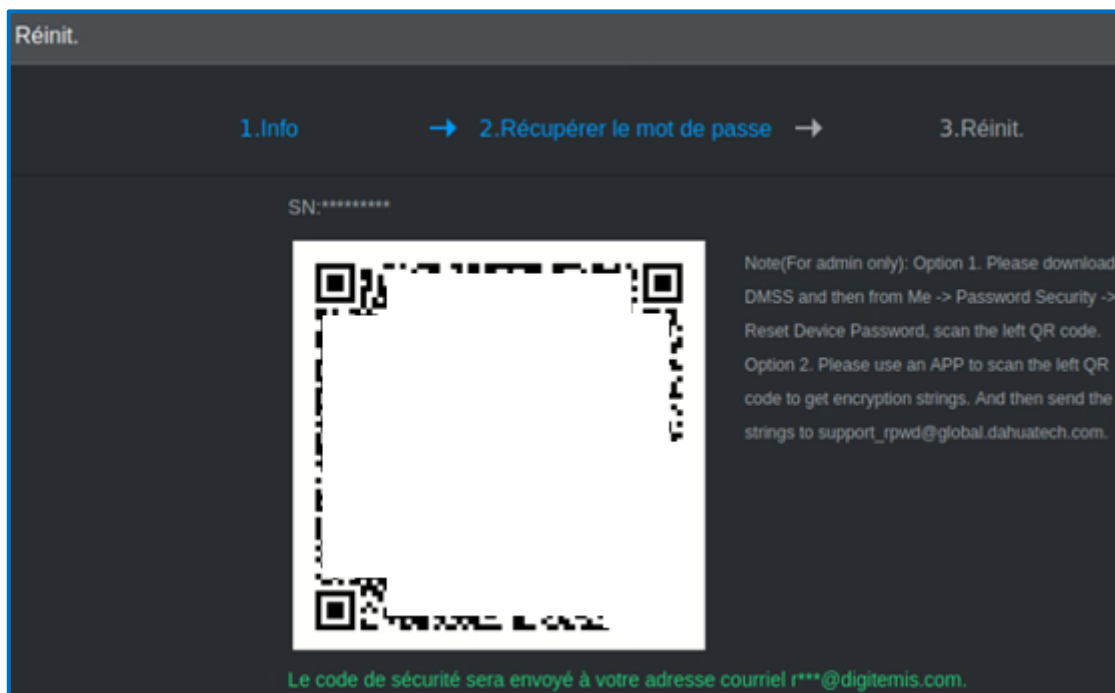 Réinit.
1.Info → 2.Récupérer le mot de passe → 3.Réinit.
SN:*********
Note(For admin only): Option 1. Please download
DMSS and then from Me -> Password Security ->
Reset Device Password, scan the left QR code.
Option 2. Please use an APP to scan the left QR
code to get encryption strings. And then send the
strings to support_rpwd@global.dahuatech.com.
Le code de sécurité sera envoyé à votre adresse courriel r***@digitemis.com.